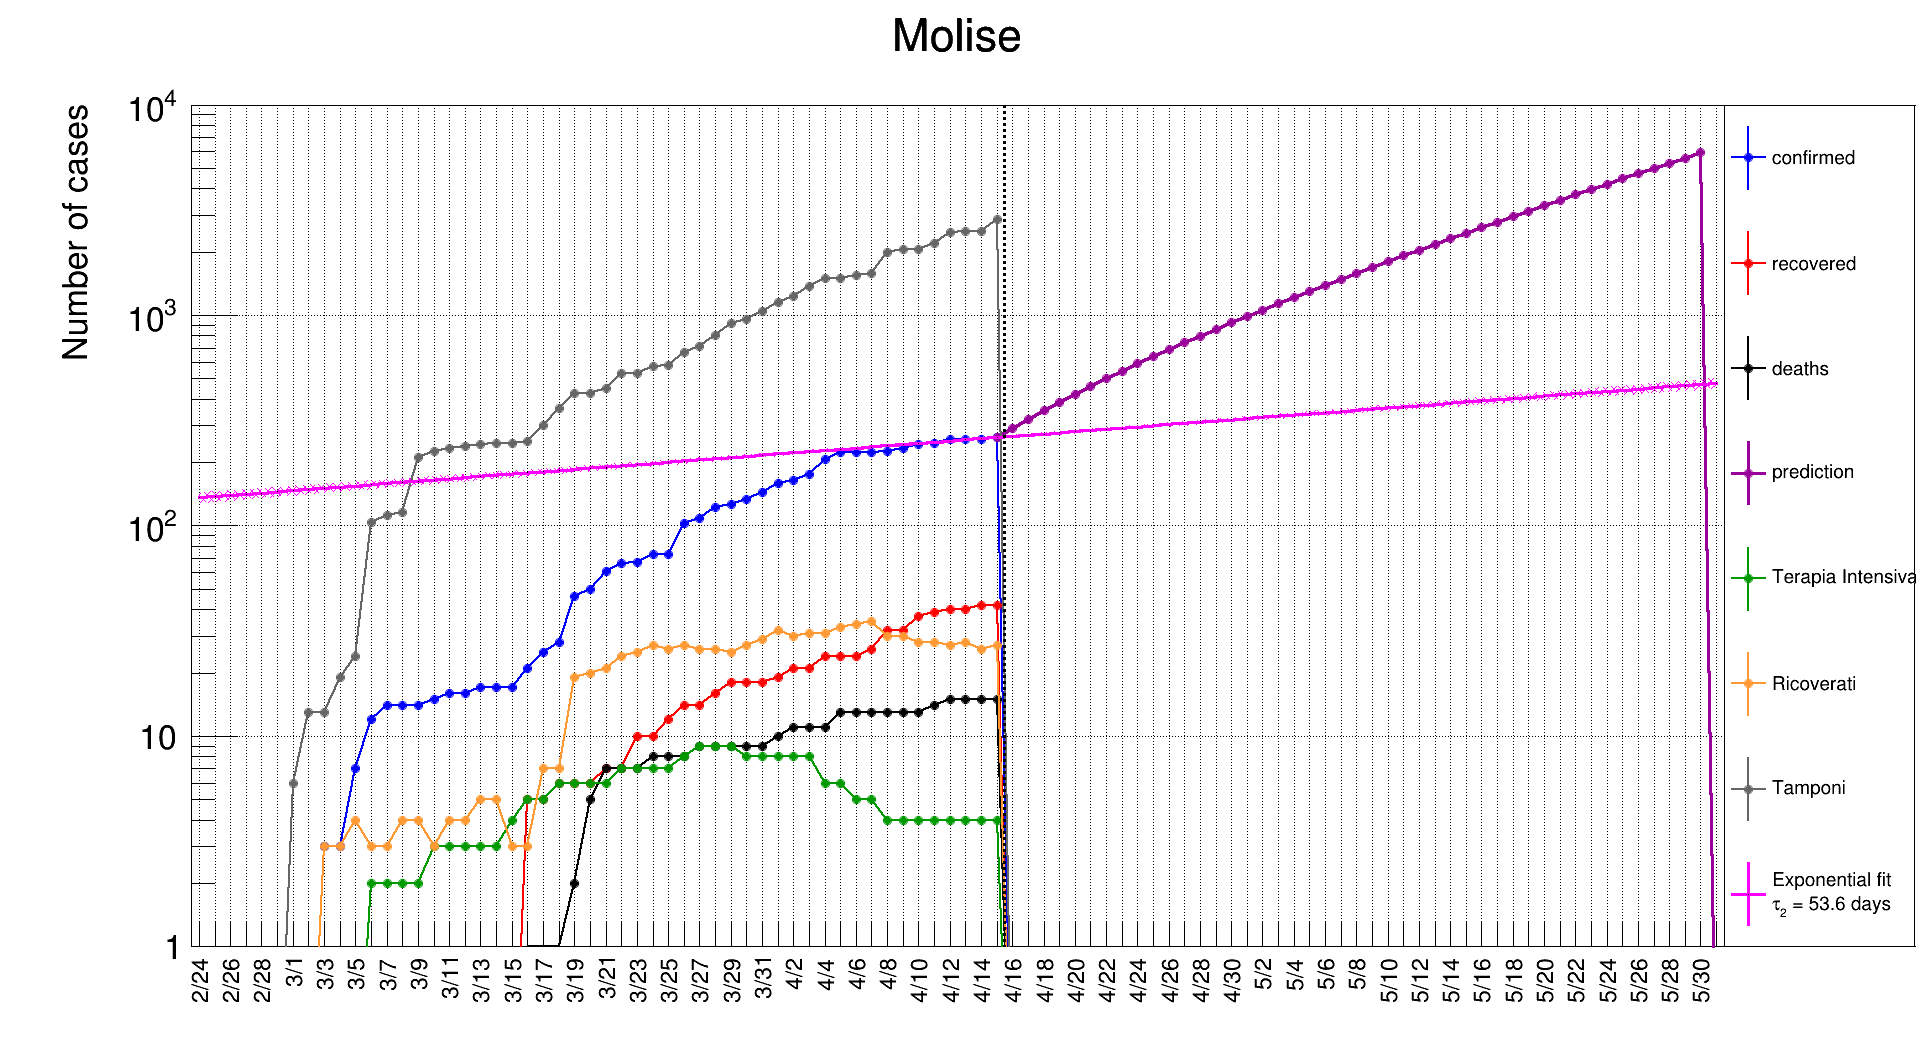 Molise
Number of cases
10⁴
10³
10²
10
1
2/24 2/26 2/28 3/1 3/3 3/5 3/7 3/9 3/11 3/13 3/15 3/17 3/19 3/21 3/23 3/25 3/27 3/29 3/31 4/2 4/4 4/6 4/8 4/10 4/12 4/14 4/16 4/18 4/20 4/22 4/24 4/26 4/28 4/30 5/2 5/4 5/6 5/8 5/10 5/12 5/14 5/16 5/18 5/20 5/22 5/24 5/26 5/28 5/30
confirmed
recovered
deaths
prediction
Terapia Intensiva
Ricoverati
Tamponi
Exponential fit
τ₂ = 53.6 days